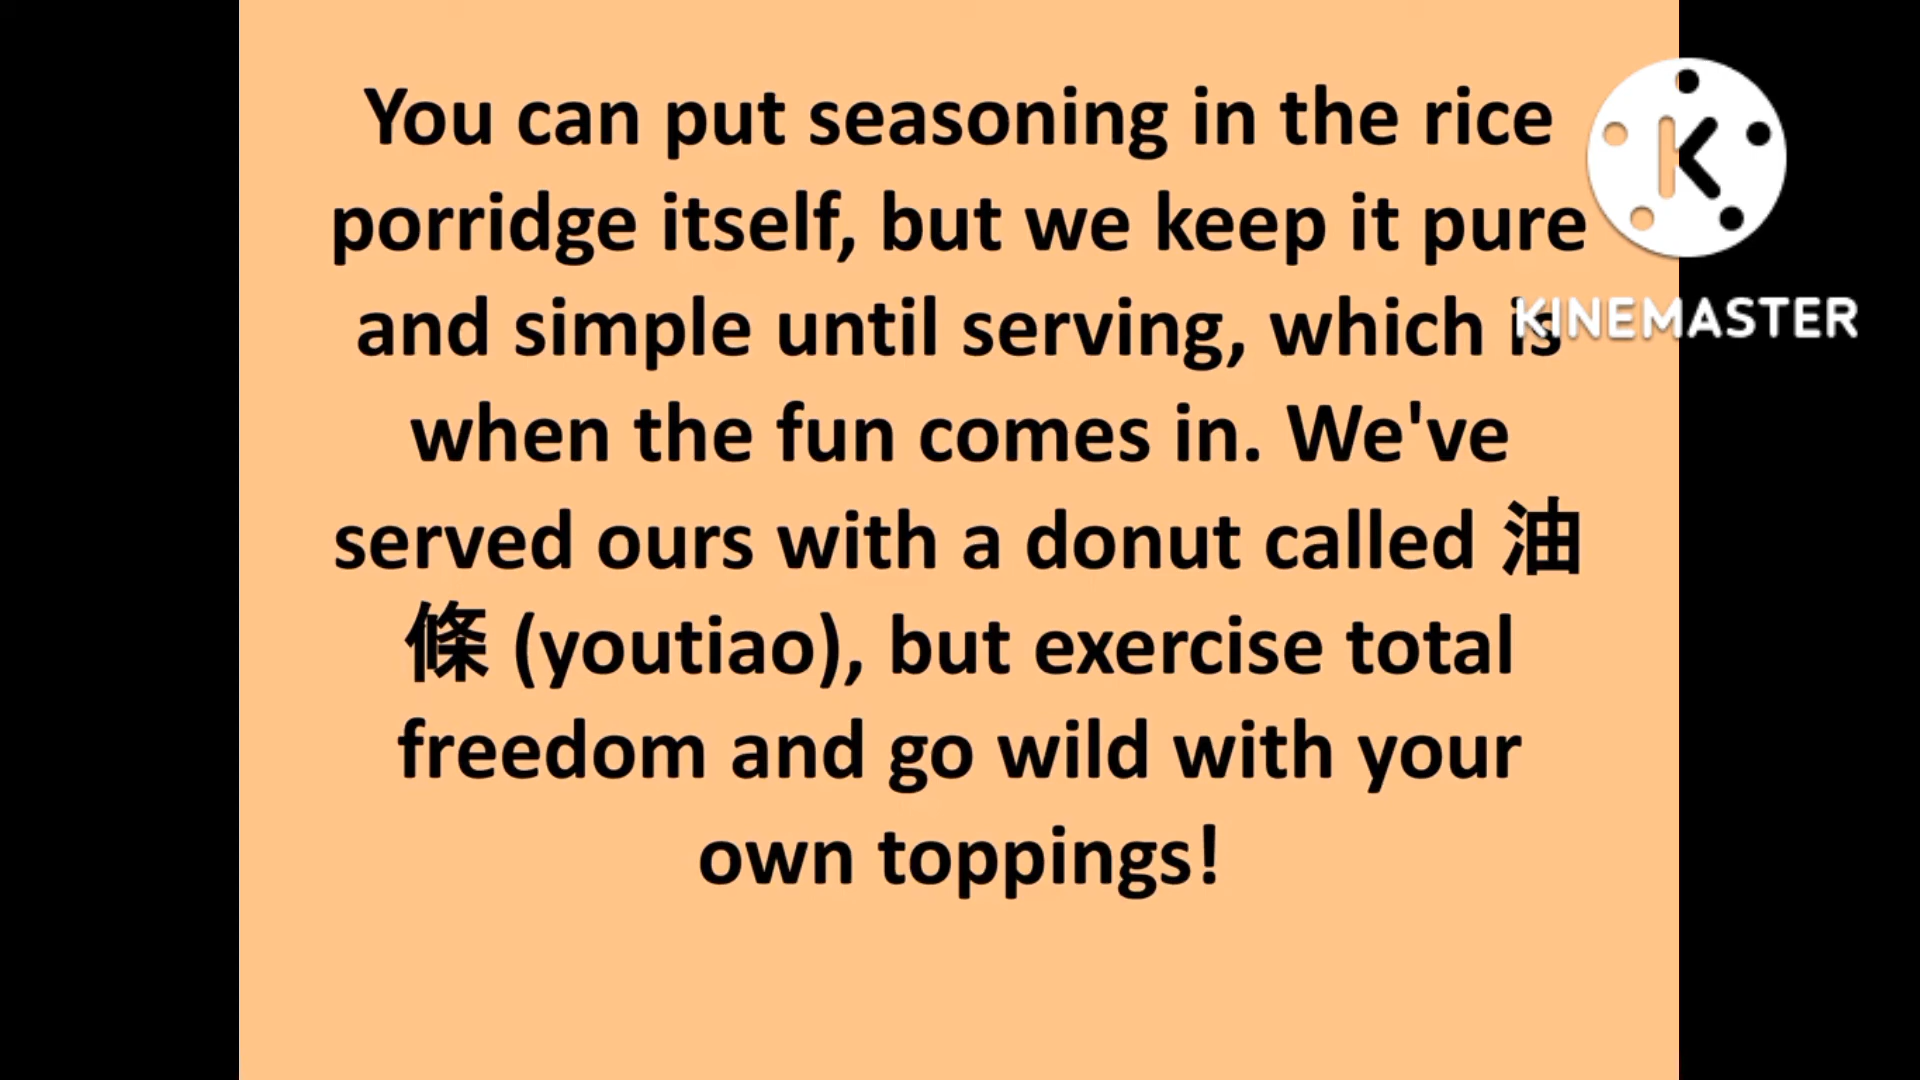 You can put seasoning in the rice
porridge itself, but we keep it pure
and simple until serving, which is
when the fun comes in. We've
served ours with a donut called 油
條 (youtiao), but exercise total
freedom and go wild with your
own toppings!
K
KINEMASTER